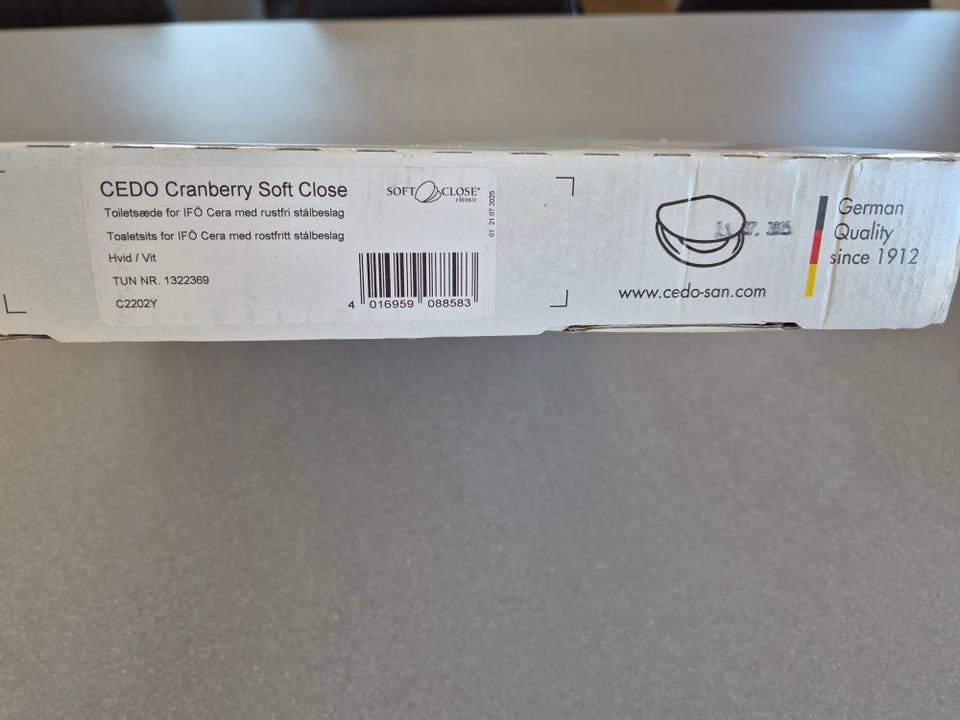 CEDO Cranberry Soft Close
SOFT CLOSE
classic
Toiletsæde for IFÖ Cera med rustfri stålbeslag
Toaletsits for IFÖ Cera med rostfritt stålbeslag
Hvid / Vit
TUN NR. 1322369
C2202Y
4 016959 088583
01 21 07 2025
www.cedo-san.com
German
Quality
since 1912